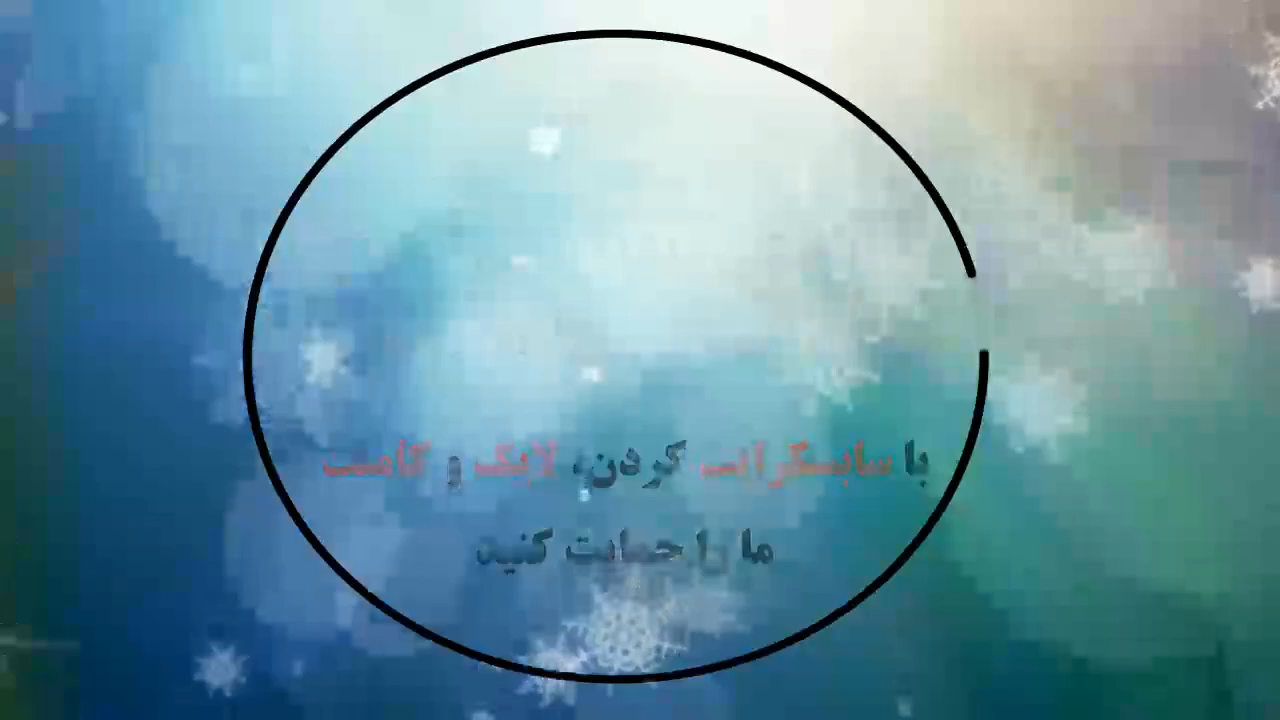 با سابسکرایب کردن، لایک و کامنت
ما را حمایت کنید